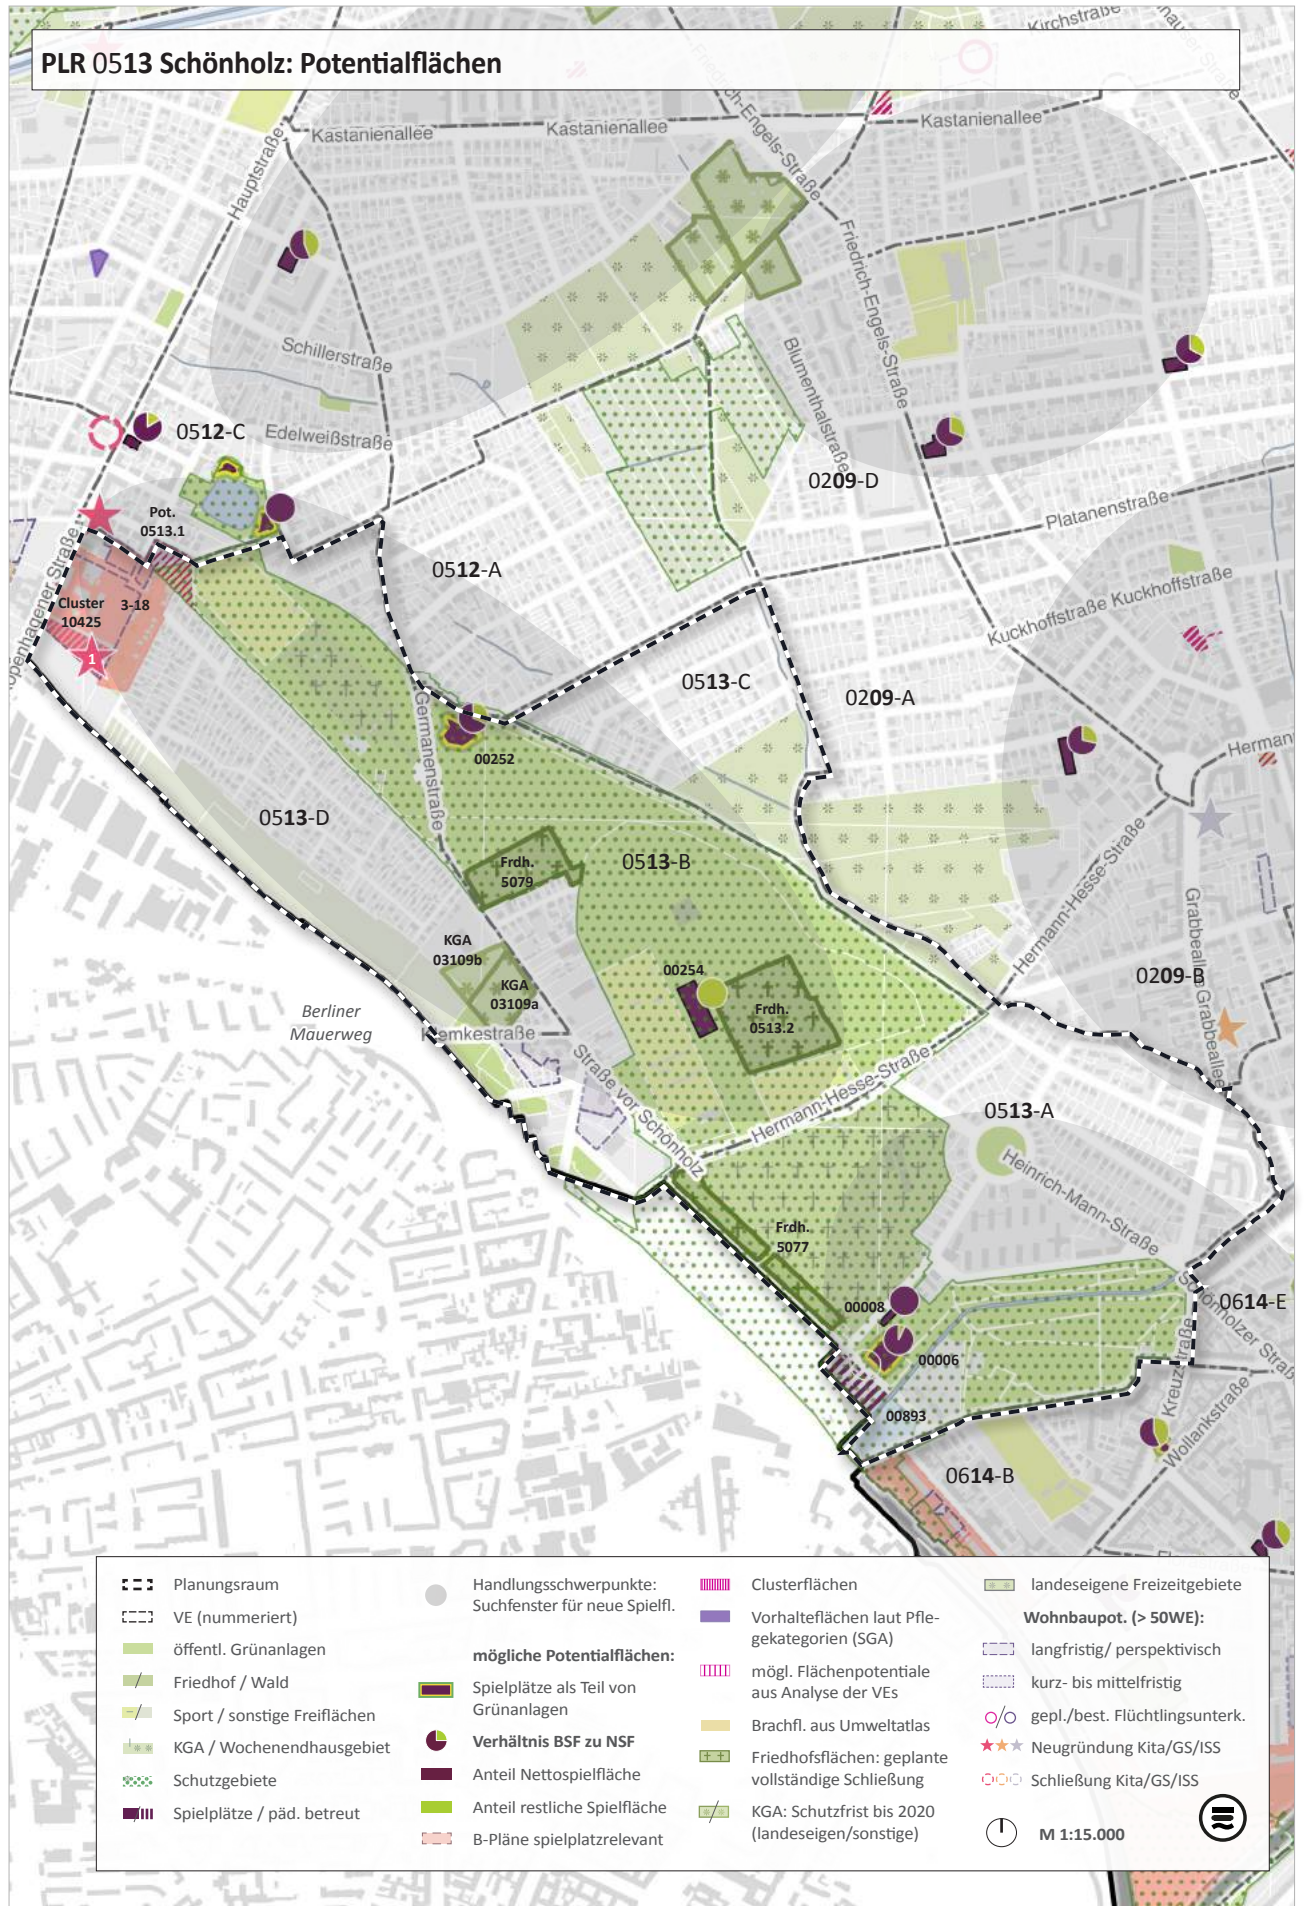 PLR 0513 Schönholz: Potentialflächen
Kirchstraße
Friedrich-Engels-Straße
Kastanienallee
Kastanienallee
Kastanienallee
Hauptstraße
Friedrich-Engels-Straße
Schillerstraße
Blumenthalstraße
0512-C
Edelweißstraße
0209-D
Platanenstraße
Pot.
0513.1
0512-A
Kuckhoffstraße Kuckhoffstraße
Cluster
10425
3-18
1
0513-C
0209-A
Germanenstraße
00252
0513-D
0513-B
Hermann-Hesse-Straße
Frdh.
5079
Grabbeallee Grabbeallee
KGA
03109b
KGA
03109a
00254
0209-B
Frdh.
0513.2
Berliner
Mauerweg
Klemkestraße
Straße vor Schönholz
Hermann-Hesse-Straße
0513-A
Heinrich-Mann-Straße
Frdh.
5077
Schönholzer Straße
0614-E
00008
00006
Kreuzstraße
00893
Wollankstraße
0614-B
Planungsraum
VE (nummeriert)
öffentl. Grünanlagen
Friedhof / Wald
Sport / sonstige Freiflächen
KGA / Wochenendhausgebiet
Schutzgebiete
Spielplätze / päd. betreut
Handlungsschwerpunkte:
Suchfenster für neue Spielfl.
mögliche Potentialflächen:
Spielplätze als Teil von
Grünanlagen
Verhältnis BSF zu NSF
Anteil Nettospielfläche
Anteil restliche Spielfläche
B-Pläne spielplatzrelevant
Clusterflächen
Vorhalteflächen laut Pfle-
gekategorien (SGA)
mögl. Flächenpotentiale
aus Analyse der VEs
Brachfl. aus Umweltatlas
Friedhofsflächen: geplante
vollständige Schließung
KGA: Schutzfrist bis 2020
(landeseigen/sonstige)
landeseigene Freizeitgebiete
Wohnbaupot. (> 50WE):
langfristig/ perspektivisch
kurz- bis mittelfristig
gepl./best. Flüchtlingsunterk.
Neugründung Kita/GS/ISS
Schließung Kita/GS/ISS
M 1:15.000